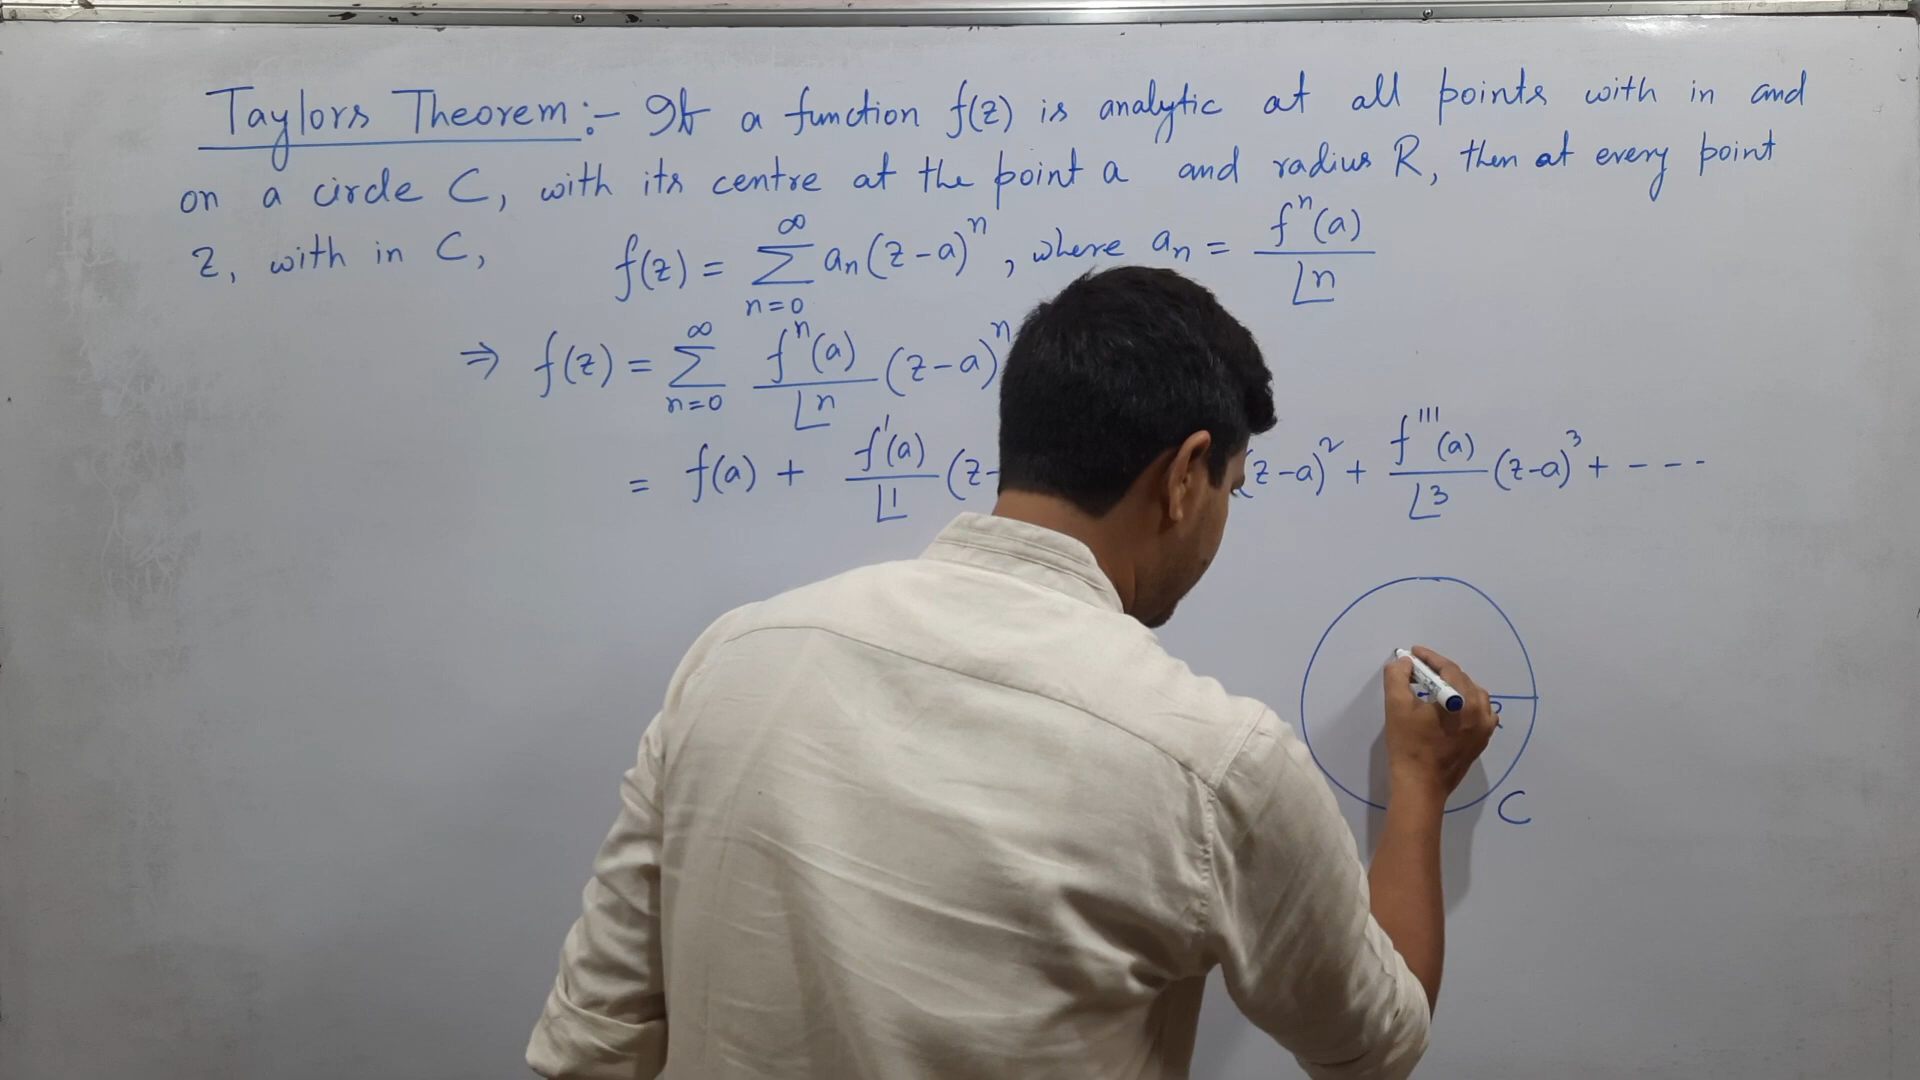 Taylors Theorem:- If a function f(z) is analytic at all points with in and
on a circle C, with its centre at the point a and radius R, then at every point
z, with in C, f(z) = ∑_{n=0}^{∞} a_n (z-a)^n, where a_n = f^n(a)/∟n
⇒ f(z) = ∑_{n=0}^{∞} f^n(a)/∟n (z-a)^n
= f(a) + f'(a)/∟1 (z- (z-a)^2 + f'''(a)/∟3 (z-a)^3 + - - -
C